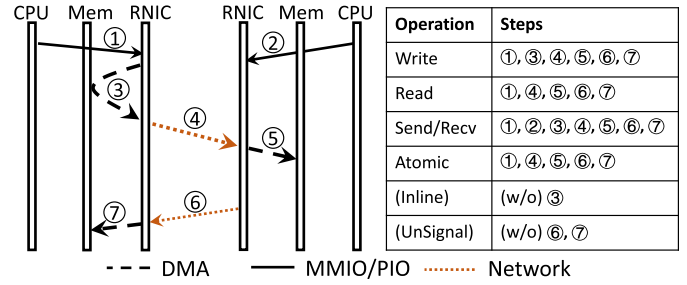 CPU Mem RNIC RNIC Mem CPU
① ②
③
④
⑤
⑥
⑦
DMA MMIO/PIO Network
Operation Steps
Write ①, ③, ④, ⑤, ⑥, ⑦
Read ①, ④, ⑤, ⑥, ⑦
Send/Recv ①, ②, ③, ④, ⑤, ⑥, ⑦
Atomic ①, ④, ⑤, ⑥, ⑦
(Inline) (w/o) ③
(UnSignal) (w/o) ⑥, ⑦